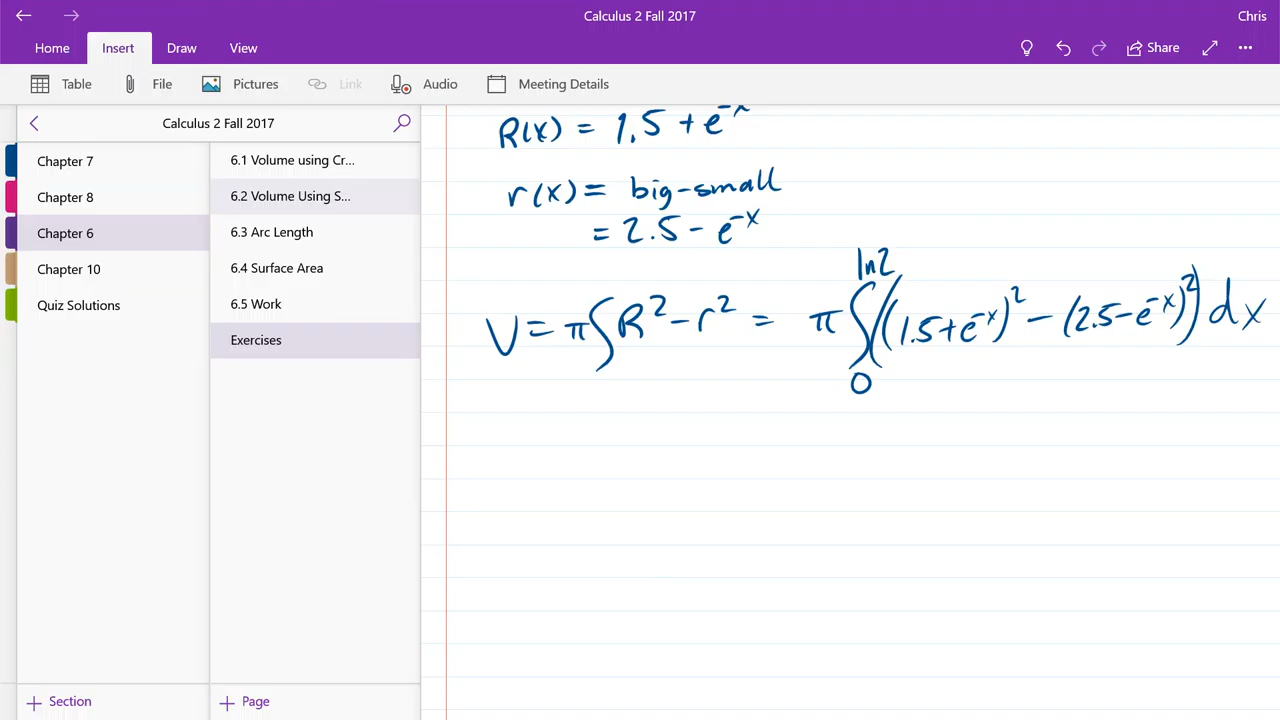 Calculus 2 Fall 2017
Chris
Home Insert Draw View
Share
Table File Pictures Link Audio Meeting Details
Calculus 2 Fall 2017
Chapter 7
Chapter 8
Chapter 6
Chapter 10
Quiz Solutions
6.1 Volume using Cr...
6.2 Volume Using S...
6.3 Arc Length
6.4 Surface Area
6.5 Work
Exercises
+ Section
+ Page
R(x) = 1.5 + e^{-x}
r(x) = big-small
= 2.5 - e^{-x}
V = π∫R² - r² = π∫₀^{ln2}((1.5+e^{-x})² - (2.5-e^{-x})²) dx